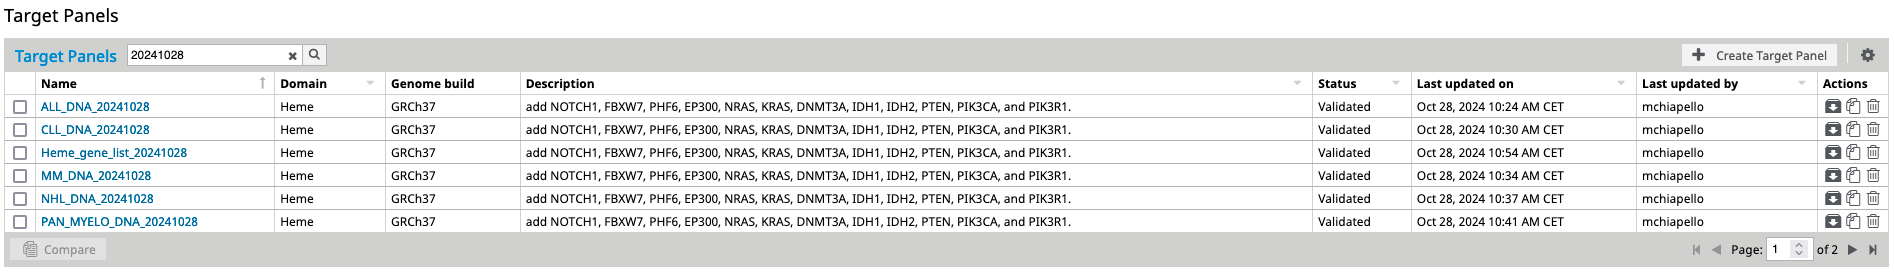 Target Panels
Target Panels 20241028 Create Target Panel
Name Domain Genome build Description Status Last updated on Last updated by Actions
ALL_DNA_20241028 Heme GRCh37 add NOTCH1, FBXW7, PHF6, EP300, NRAS, KRAS, DNMT3A, IDH1, IDH2, PTEN, PIK3CA, and PIK3R1. Validated Oct 28, 2024 10:24 AM CET mchiapello
CLL_DNA_20241028 Heme GRCh37 add NOTCH1, FBXW7, PHF6, EP300, NRAS, KRAS, DNMT3A, IDH1, IDH2, PTEN, PIK3CA, and PIK3R1. Validated Oct 28, 2024 10:30 AM CET mchiapello
Heme_gene_list_20241028 Heme GRCh37 add NOTCH1, FBXW7, PHF6, EP300, NRAS, KRAS, DNMT3A, IDH1, IDH2, PTEN, PIK3CA, and PIK3R1. Validated Oct 28, 2024 10:54 AM CET mchiapello
MM_DNA_20241028 Heme GRCh37 add NOTCH1, FBXW7, PHF6, EP300, NRAS, KRAS, DNMT3A, IDH1, IDH2, PTEN, PIK3CA, and PIK3R1. Validated Oct 28, 2024 10:34 AM CET mchiapello
NHL_DNA_20241028 Heme GRCh37 add NOTCH1, FBXW7, PHF6, EP300, NRAS, KRAS, DNMT3A, IDH1, IDH2, PTEN, PIK3CA, and PIK3R1. Validated Oct 28, 2024 10:37 AM CET mchiapello
PAN_MYELO_DNA_20241028 Heme GRCh37 add NOTCH1, FBXW7, PHF6, EP300, NRAS, KRAS, DNMT3A, IDH1, IDH2, PTEN, PIK3CA, and PIK3R1. Validated Oct 28, 2024 10:41 AM CET mchiapello
Compare Page: 1 of 2